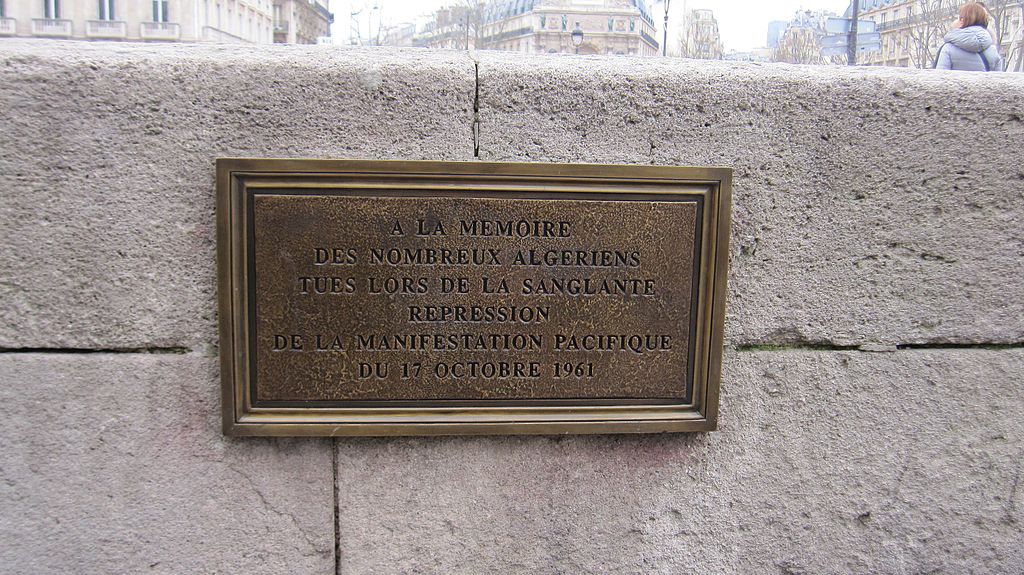 A LA MEMOIRE
DES NOMBREUX ALGERIENS
TUES LORS DE LA SANGLANTE
REPRESSION
DE LA MANIFESTATION PACIFIQUE
DU 17 OCTOBRE 1961